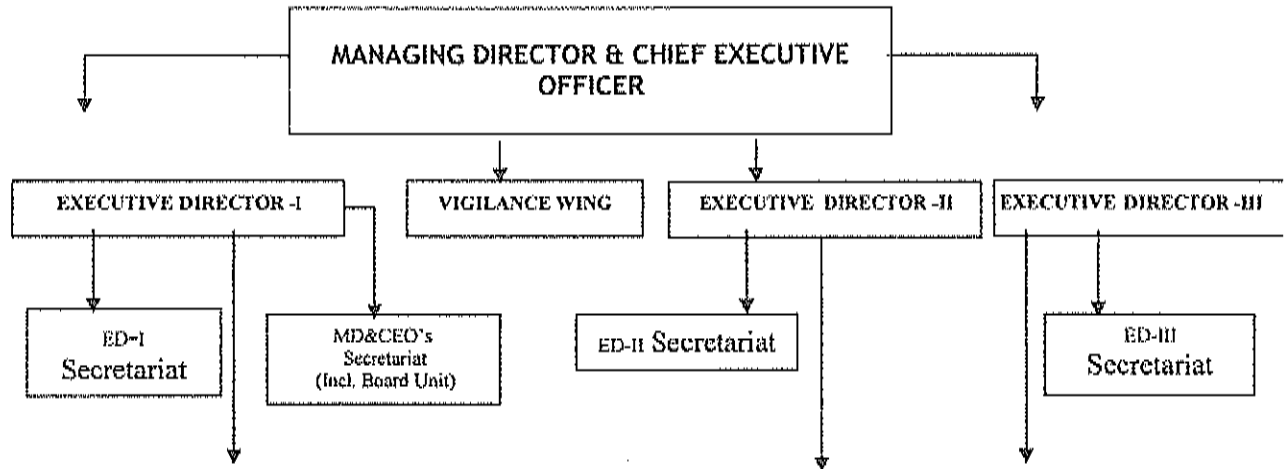 MANAGING DIRECTOR & CHIEF EXECUTIVE
OFFICER
EXECUTIVE DIRECTOR -I
VIGILANCE WING
EXECUTIVE DIRECTOR -II
EXECUTIVE DIRECTOR -III
ED-I
Secretariat
MD&CEO's
Secretariat
(Incl. Board Unit)
ED-II Secretariat
ED-III
Secretariat